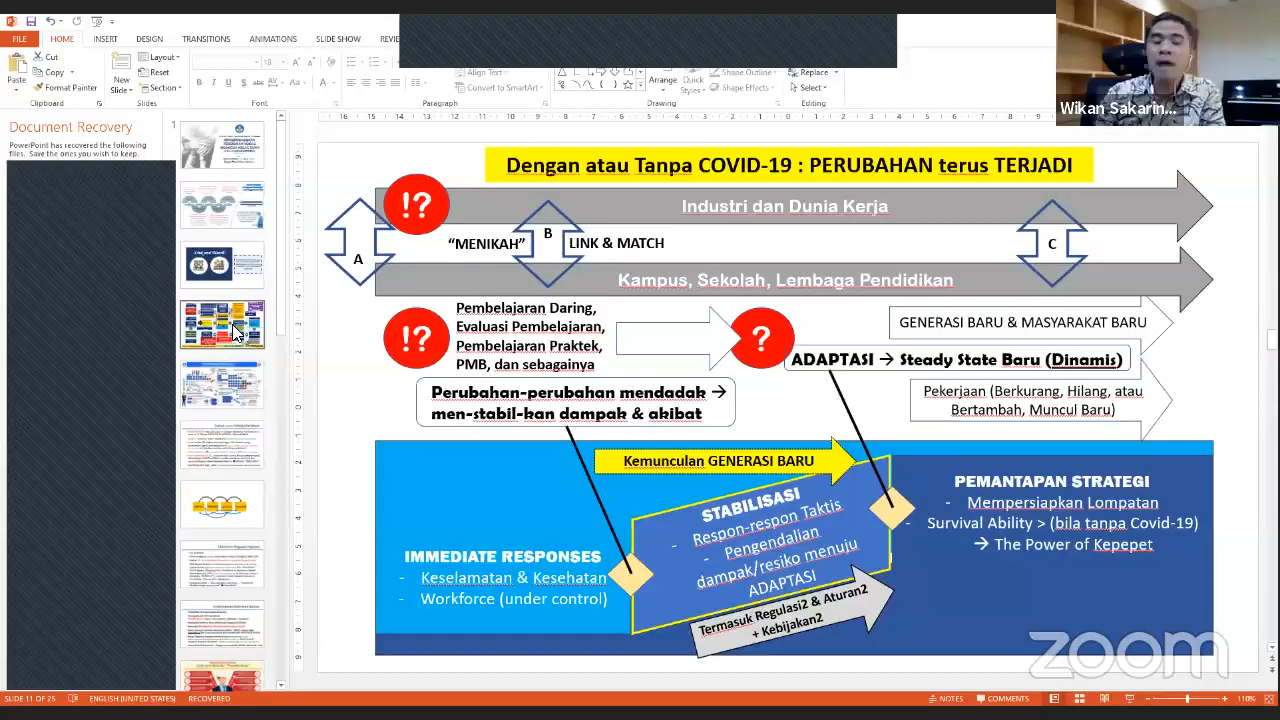 FILE HOME INSERT DESIGN TRANSITIONS ANIMATIONS SLIDE SHOW
Cut
Copy
Format Painter
Paste
Clipboard
New
Slide
Layout
Reset
Section
Slides
18
Font
Align Text
Convert to SmartArt
Paragraph
Arrange
Quick
Styles
Shape Outline
Shape Effects
Drawing
Replace
Select
Editing
Wikan Sakarin...
Document Recovery
PowerPoint has recovered the following
files. Save the ones you wish to keep.
1
Dengan atau Tanpa COVID-19 : PERUBAHAN terus TERJADI
!?
Industri dan Dunia Kerja
A
"MENIKAH"
B
LINK & MATCH
C
Kampus, Sekolah, Lembaga Pendidikan
!?
Pembelajaran Daring,
Evaluasi Pembelajaran,
Pembelajaran Praktek,
PMB, dan sebagainya
?
GENERASI BARU & MASYARAKAT BARU
ADAPTASI → Steady State Baru (Dinamis)
Perubahan-perubahan mendadak →
men-stabil-kan dampak & akibat
Pekerjaan (Berkurang, Hilang, atau
Bertambah, Muncul Baru)
Kemunculan GENERASI BARU
STABILISASI
Respon-respon Taktis
Pengendalian
dampak/resiko menuju
ADAPTASI
Termasuk Regulasi2 & Aturan2
- Kebijakan2
IMMEDIATE RESPONSES
- Keselamatan & Kesehatan
- Workforce (under control)
PEMANTAPAN STRATEGI
- Mempersiapkan Lompatan
- Survival Ability > (bila tanpa Covid-19)
→ The Power of Kepepet
zoom
SLIDE 11 OF 25 ENGLISH (UNITED STATES) RECOVERED
NOTES COMMENTS 110%